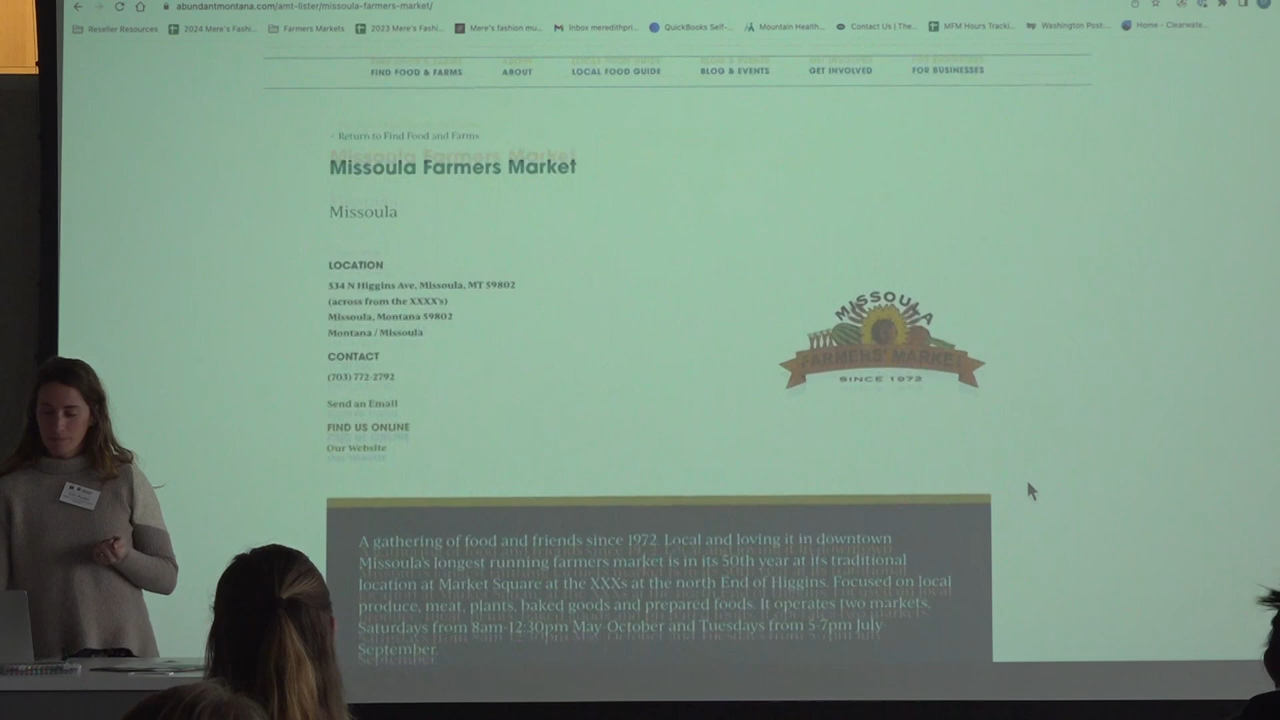 abundantmontana.com/amt-lister/missoula-farmers-market/
Reseller Resources
2024 Mere's Fashi...
Farmers Markets
2023 Mere's Fashi...
Mere's fashion mu...
Inbox meredithpri...
QuickBooks Self-...
Mountain Health...
Contact Us | The...
MFM Hours Tracki...
Washington Post:...
Home - Clearwate...
FIND FOOD & FARMS
ABOUT
LOCAL FOOD GUIDE
BLOG & EVENTS
GET INVOLVED
FOR BUSINESSES
< Return to Find Food and Farms
Missoula Farmers Market
Missoula
LOCATION
534 N Higgins Ave, Missoula, MT 59802
(across from the XXXX's)
Missoula, Montana 59802
Montana / Missoula
CONTACT
(703) 772-2792
Send an Email
FIND US ONLINE
Our Website
MISSOULA
FARMERS' MARKET
SINCE 1972
A gathering of food and friends since 1972. Local and loving it in downtown
Missoula's longest running farmers market is in its 50th year at its traditional
location at Market Square at the XXXs at the north End of Higgins. Focused on local
produce, meat, plants, baked goods and prepared foods. It operates two markets,
Saturdays from 8am-12:30pm May-October and Tuesdays from 5-7pm July
September.